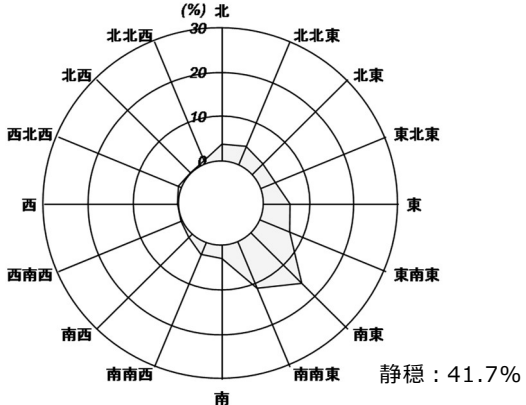 (%) 北
30
北北西 北北東
20
北西 北東
10
西北西 東北東
0
西 東
西南西 東南東
南西 南東
南南西 南南東
静穏：41.7%
南